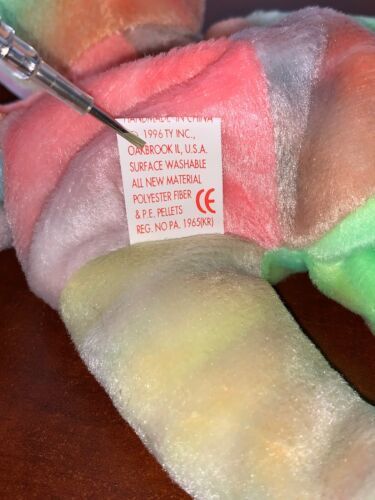 HANDMADE IN CHINA
© 1996 TY INC.,
OAKBROOK IL, U.S.A.
SURFACE WASHABLE
ALL NEW MATERIAL
POLYESTER FIBER
& P.E. PELLETS CE
REG. NO PA. 1965(KR)